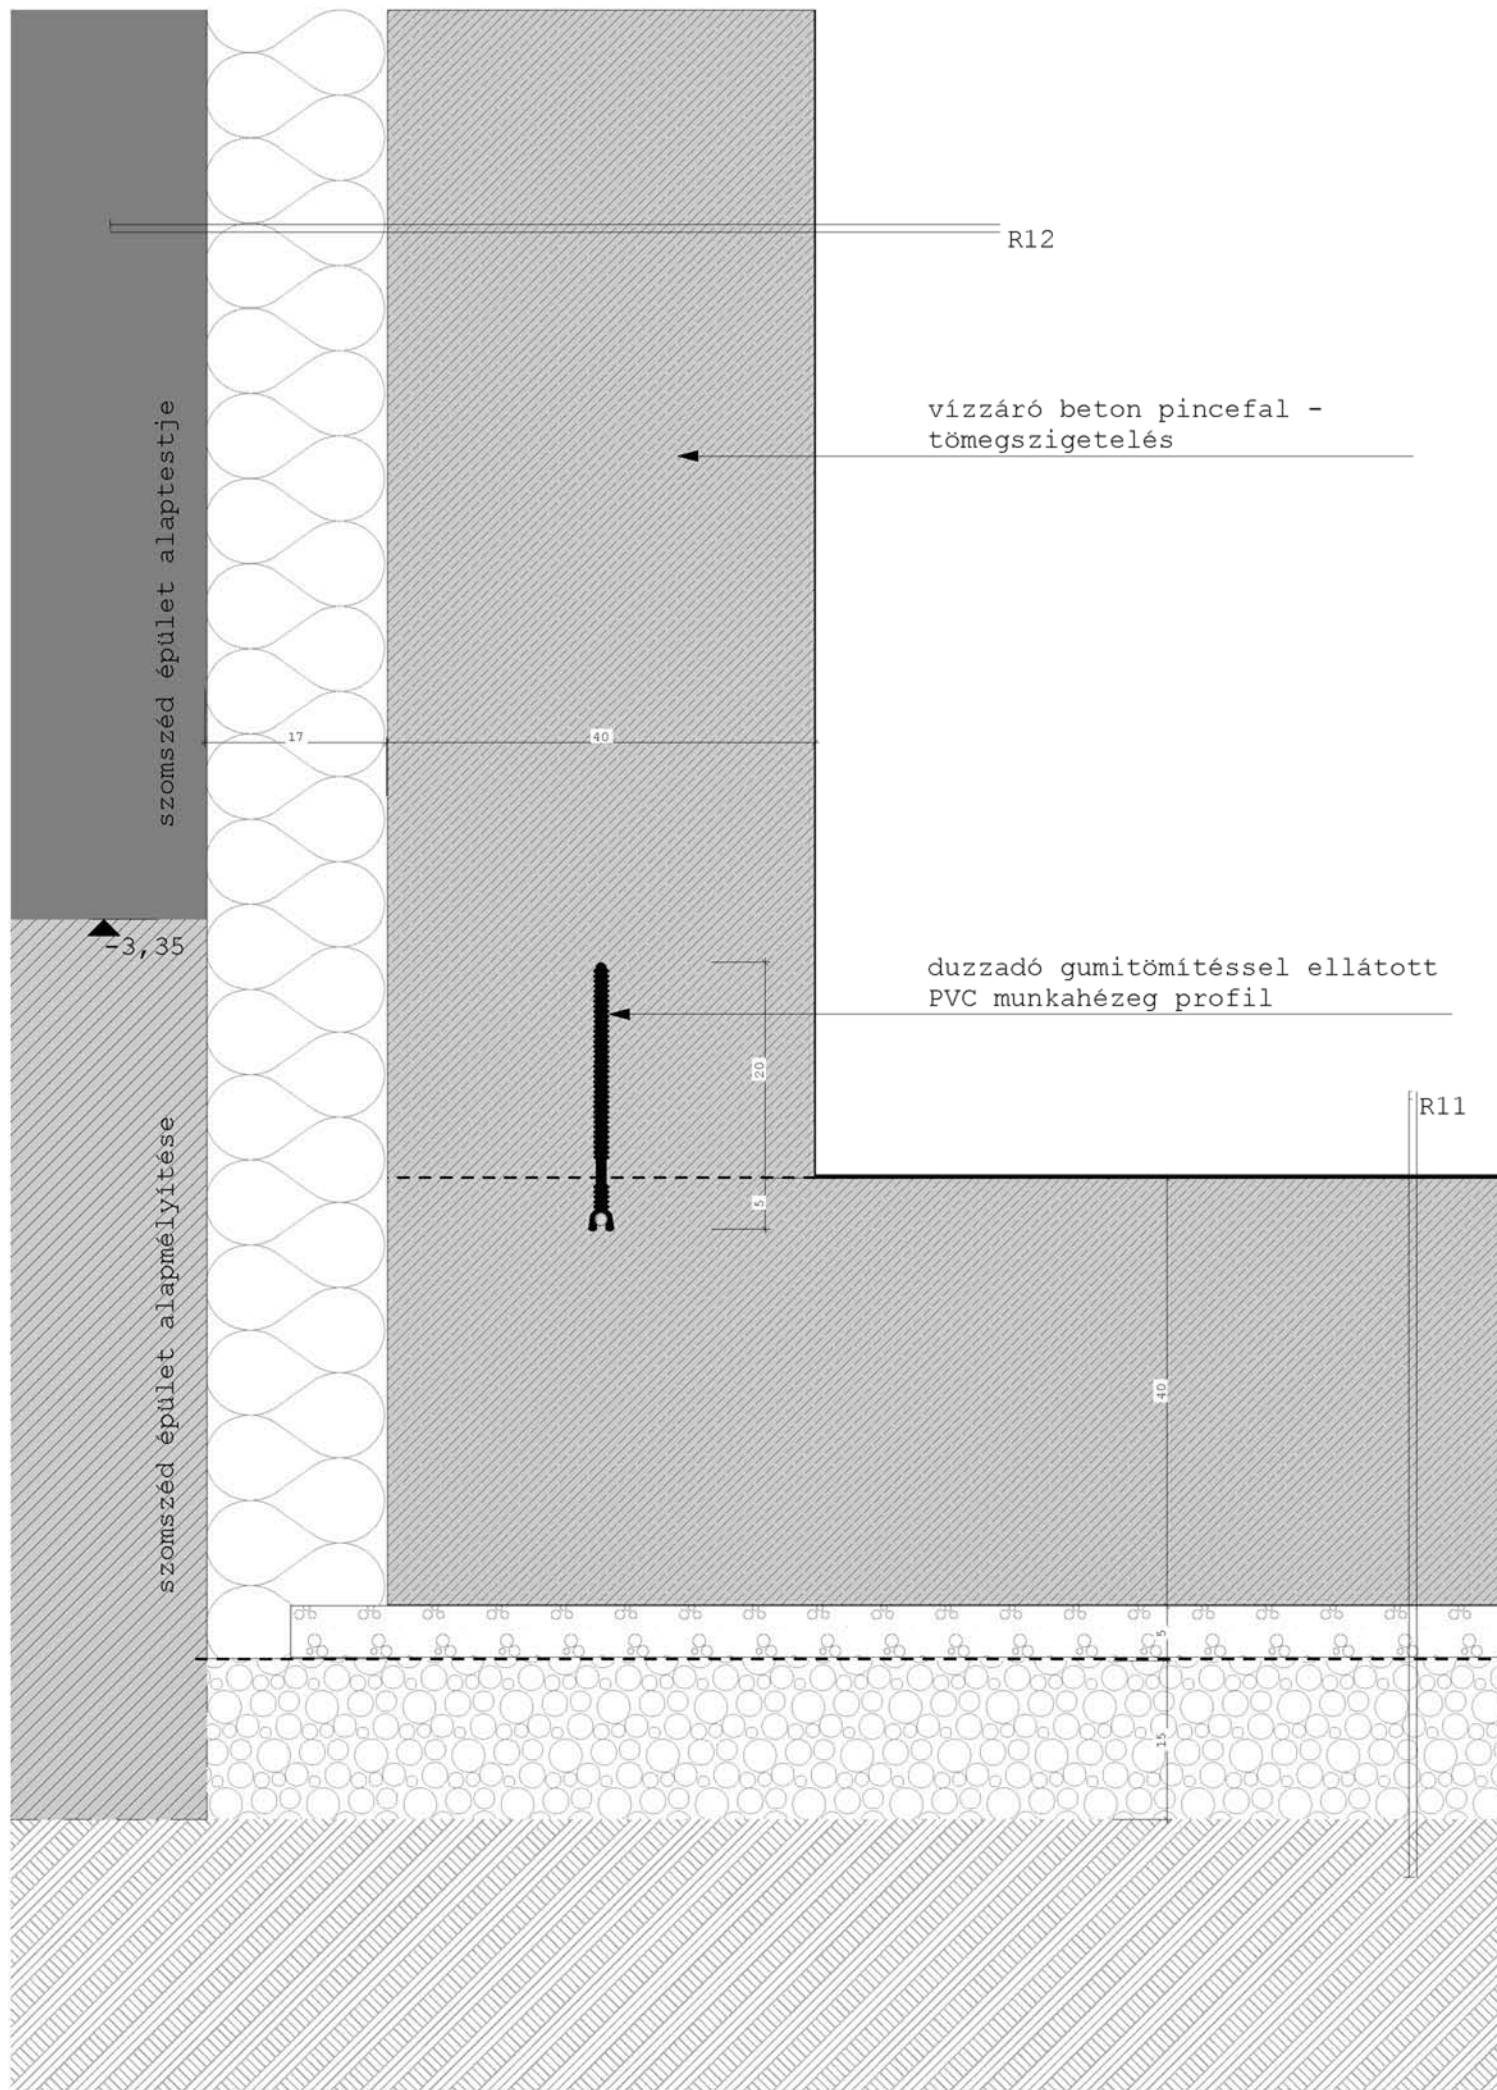 R12
vízzáró beton pincefal -
tömegszigetelés
szomszéd épület alaptestje
17
40
-3,35
duzzadó gumitömítéssel ellátott
PVC munkahézeg profil
20
R11
szomszéd épület alapmélyítése
5
40
5
15